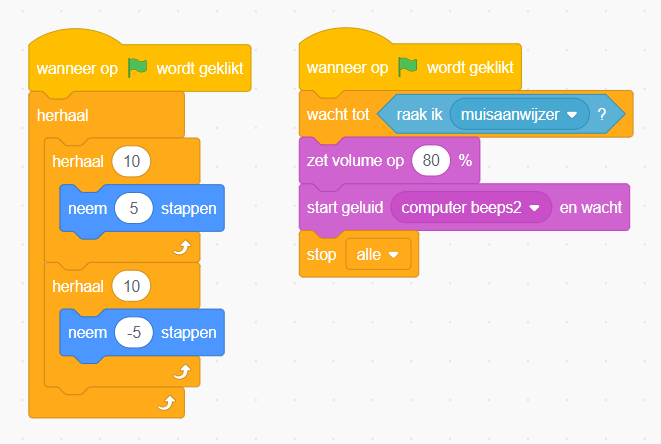 wanneer op wordt geklikt
herhaal
herhaal 10
neem 5 stappen
herhaal 10
neem -5 stappen
wanneer op wordt geklikt
wacht tot raak ik muisaanwijzer ?
zet volume op 80 %
start geluid computer beeps2 en wacht
stop alle